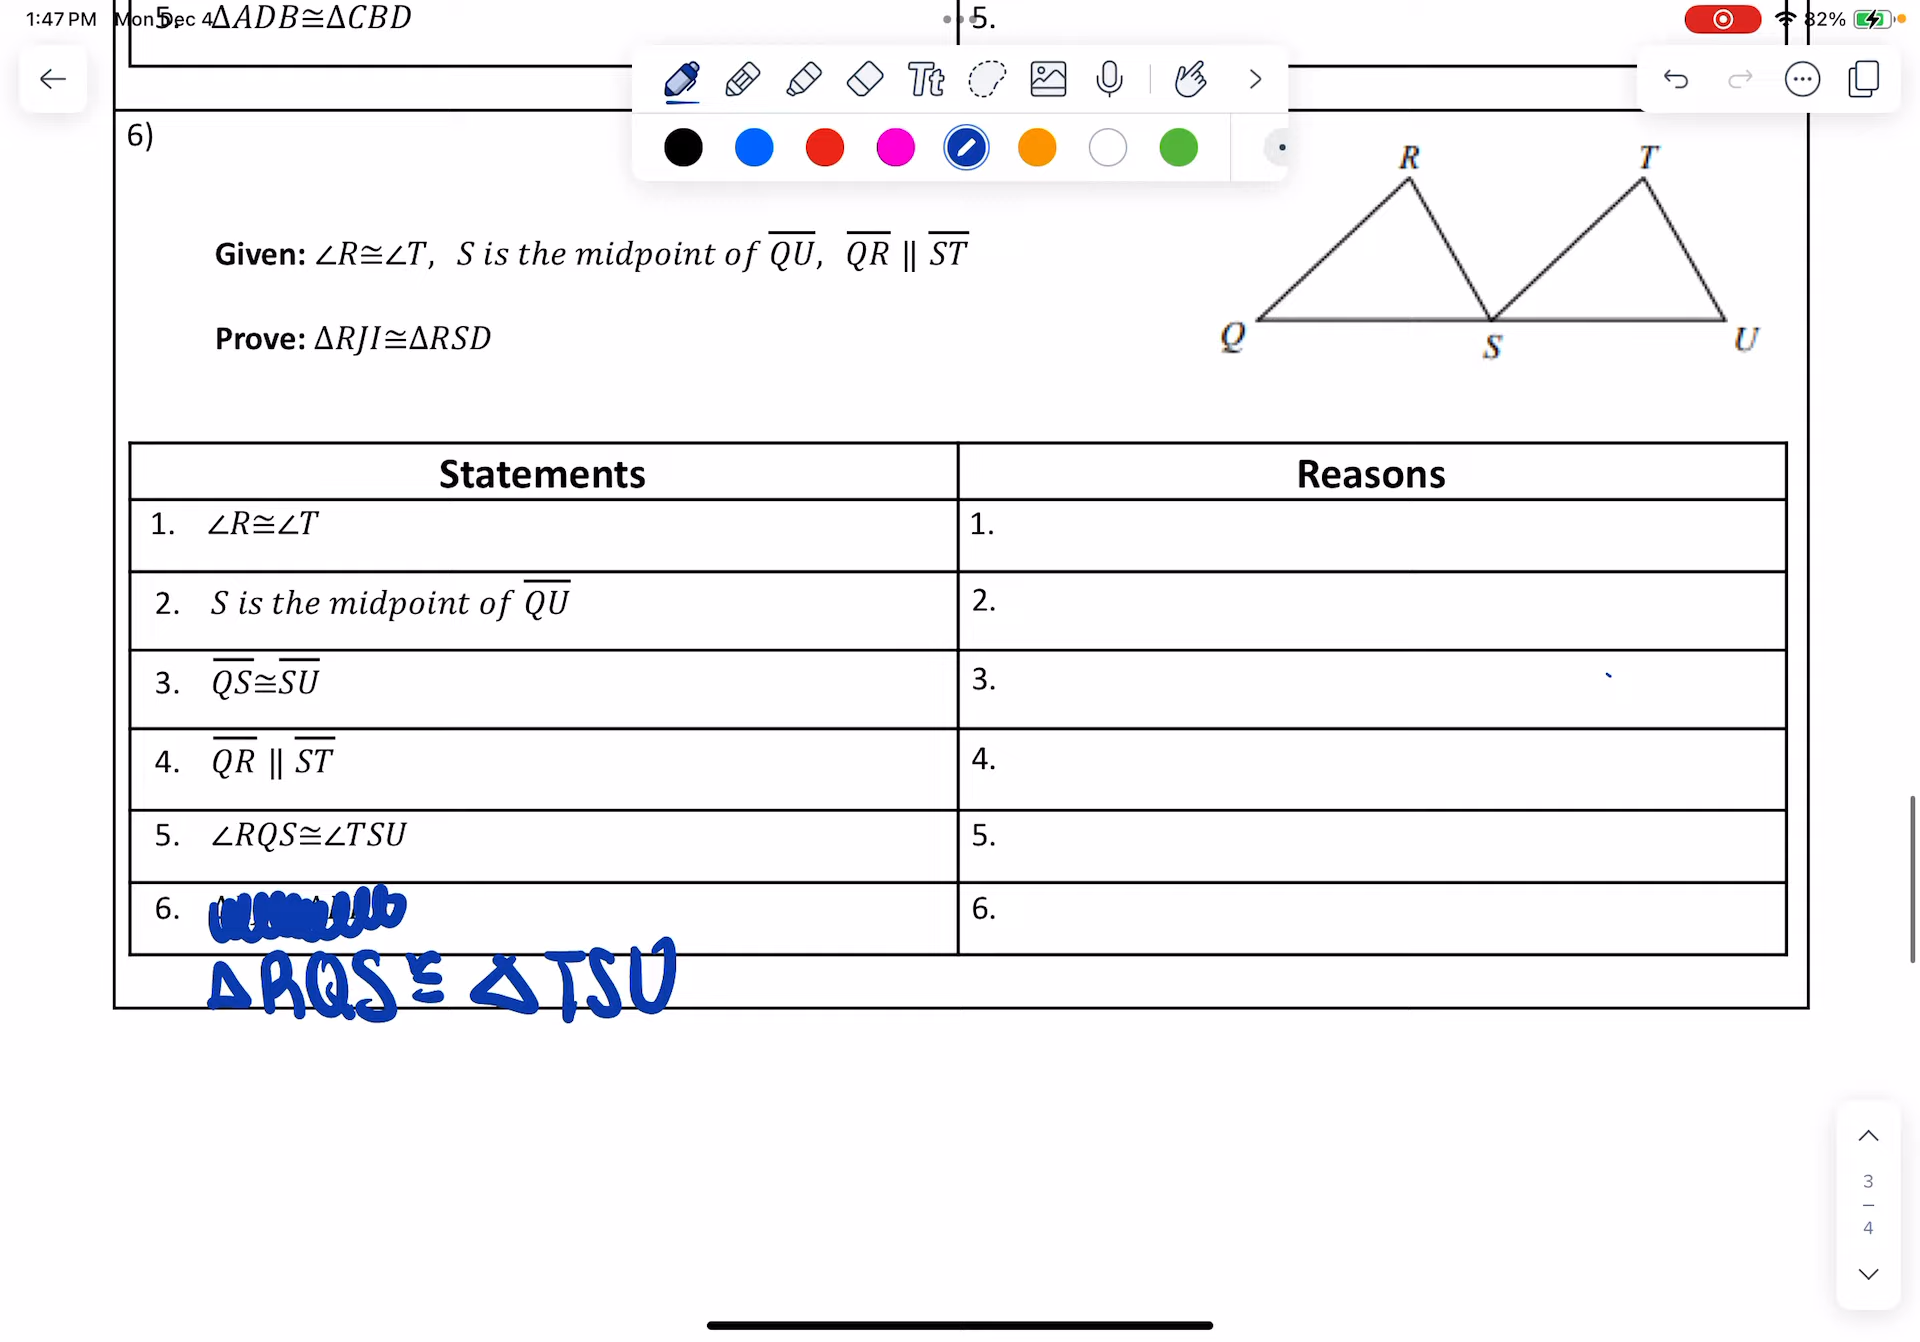 1:47 PM Mon Dec 4
82%
5. ΔADB≅ΔCBD
5.
Tt
6)
R
T
Given: ∠R≅∠T, S is the midpoint of QU, QR ∥ ST
Prove: ΔRJI≅ΔRSD
Q
S
U
Statements
Reasons
1. ∠R≅∠T
1.
2. S is the midpoint of QU
2.
3. QS≅SU
3.
4. QR ∥ ST
4.
5. ∠RQS≅∠TSU
5.
6.
6.
ΔRQS ≅ ΔTSU
3
4